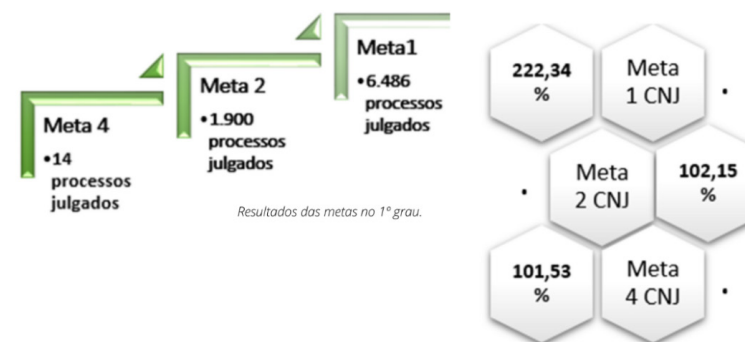 Meta 4
•14
processos
julgados
Meta 2
•1.900
processos
julgados
Meta1
•6.486
processos
julgados
Resultados das metas no 1º grau.
222,34
%
Meta
1 CNJ
Meta
2 CNJ
102,15
%
101,53
%
Meta
4 CNJ